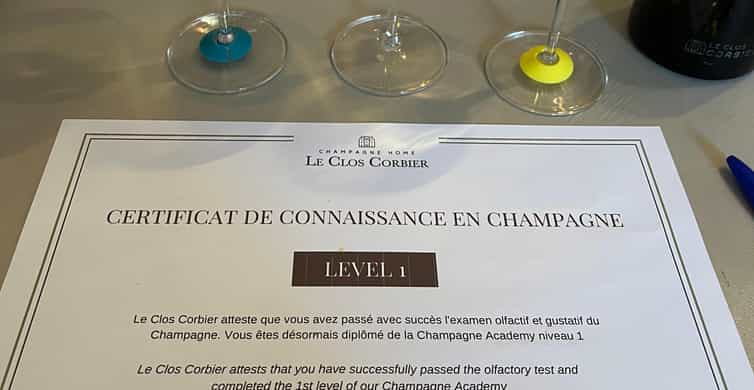 LE CLOS
CORBIE
CHAMPAGNE HOME
LE CLOS CORBIER
CERTIFICAT DE CONNAISSANCE EN CHAMPAGNE
LEVEL 1
Le Clos Corbier atteste que vous avez passé avec succès l'examen olfactif et gustatif du
Champagne. Vous êtes désormais diplômé de la Champagne Academy niveau 1
Le Clos Corbier attests that you have successfully passed the olfactory test and
completed the 1st level of our Champagne Academy